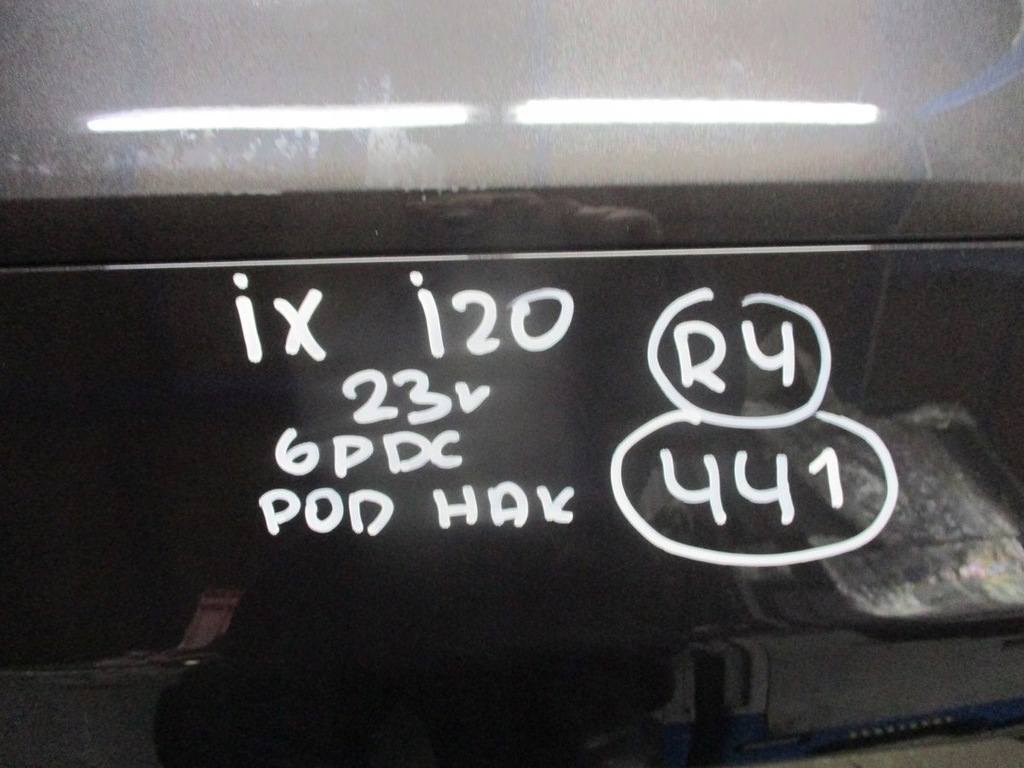 ix i20
23r
6PDC
POD HAK
R4
441